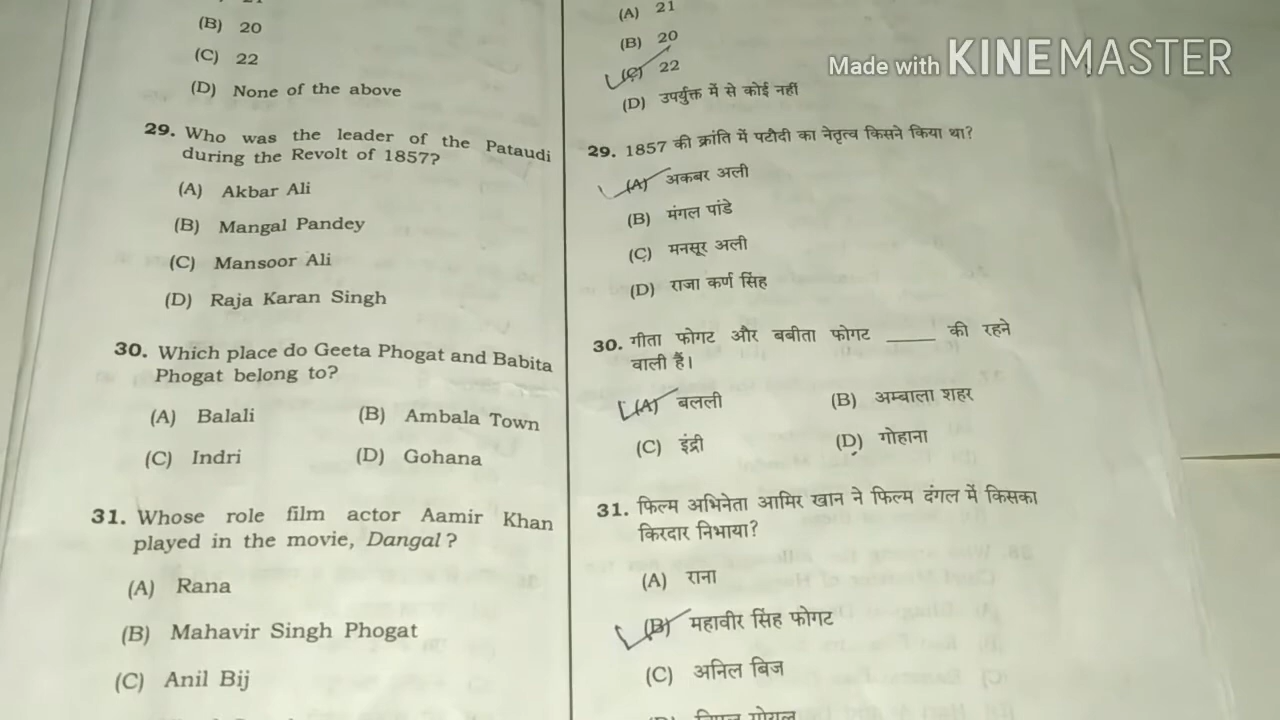 (B) 20
(C) 22
(D) None of the above
29. Who was the leader of the Pataudi
during the Revolt of 1857?
(A) Akbar Ali
(B) Mangal Pandey
(C) Mansoor Ali
(D) Raja Karan Singh
30. Which place do Geeta Phogat and Babita
Phogat belong to?
(A) Balali (B) Ambala Town
(C) Indri (D) Gohana
31. Whose role film actor Aamir Khan
played in the movie, Dangal?
(A) Rana
(B) Mahavir Singh Phogat
(C) Anil Bij
(A) 21
(B) 20
(C) 22
(D) उपर्युक्त में से कोई नहीं
29. 1857 की क्रांति में पटौदी का नेतृत्व किसने किया था?
(A) अकबर अली
(B) मंगल पांडे
(C) मनसूर अली
(D) राजा कर्ण सिंह
30. गीता फोगट और बबीता फोगट _____ की रहने
वाली हैं।
(A) बलली (B) अम्बाला शहर
(C) इंद्री (D) गोहाना
31. फिल्म अभिनेता आमिर खान ने फिल्म दंगल में किसका
किरदार निभाया?
(A) राना
(B) महावीर सिंह फोगट
(C) अनिल बिज
Made with KINEMASTER